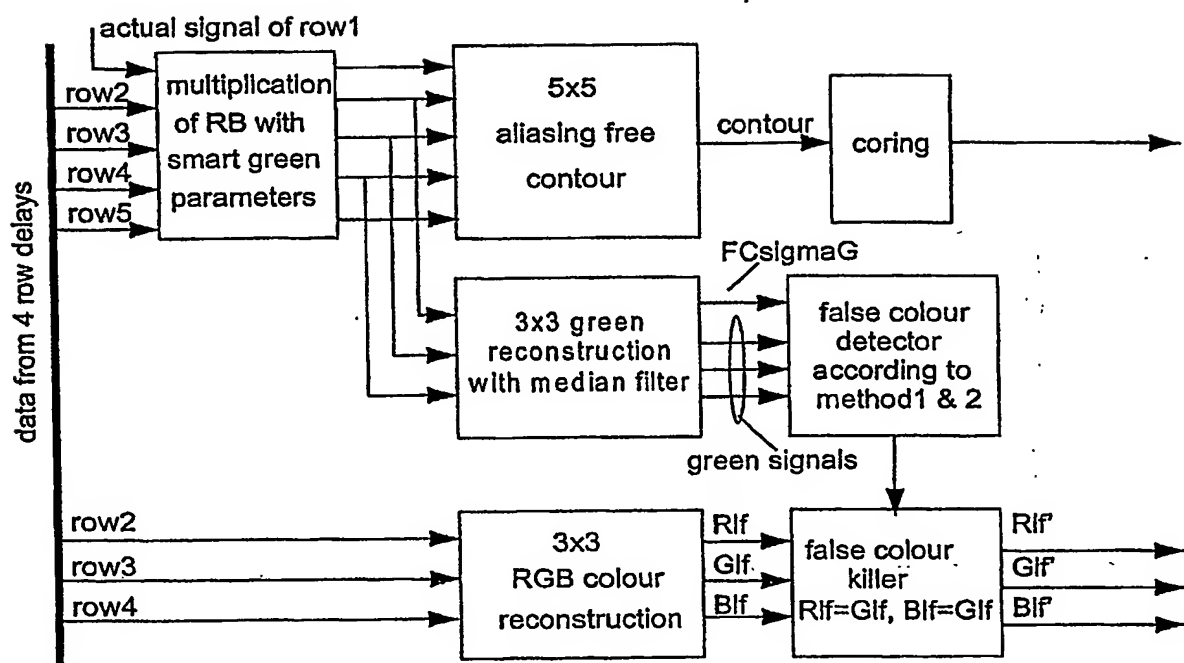 actual signal of row1
row2
row3
row4
row5
data from 4 row delays
multiplication
of RB with
smart green
parameters
5x5
aliasing free
contour
contour
coring
FCsigmaG
3x3 green
reconstruction
with median filter
false colour
detector
according to
method1 & 2
green signals
row2
row3
row4
3x3
RGB colour
reconstruction
Rlf
Glf
Blf
false colour
killer
Rlf=Glf, Blf=Glf
Rlf'
Glf'
Blf'